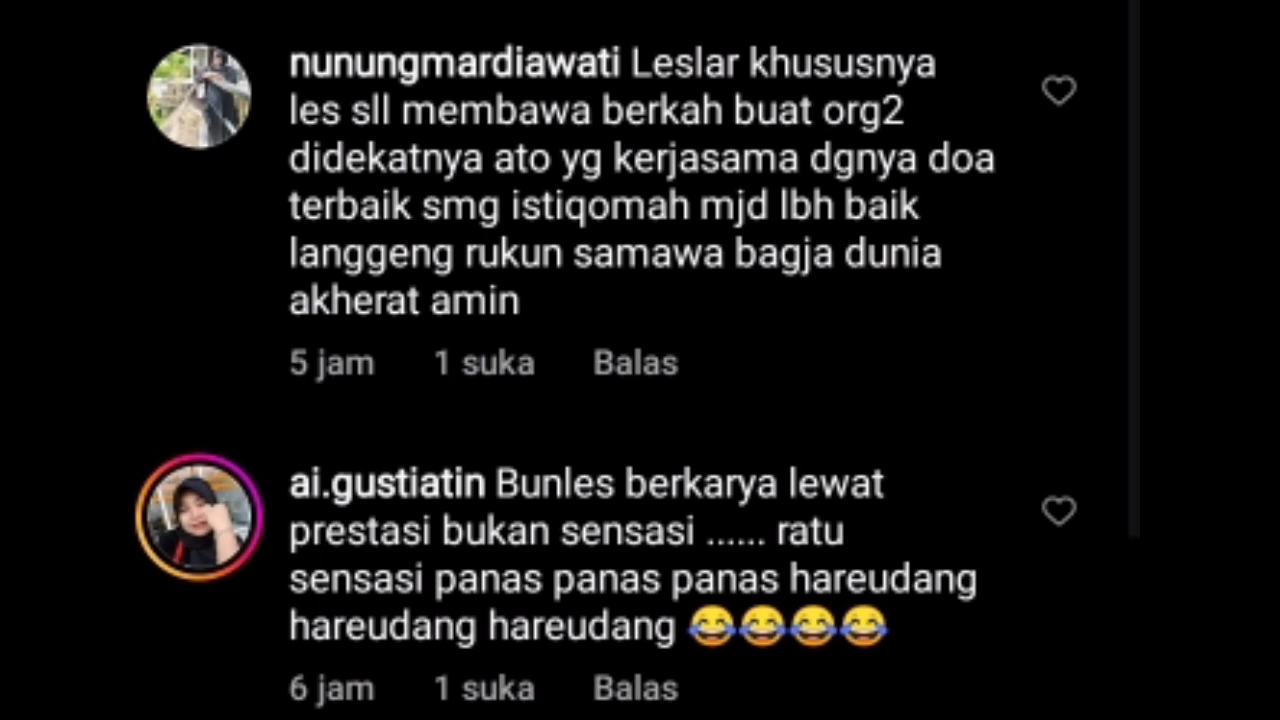 nunungmardiawati Leslar khususnya
les sll membawa berkah buat org2
didekatnya ato yg kerjasama dgnya doa
terbaik smg istiqomah mjd lbh baik
langgeng rukun samawa bagja dunia
akherat amin
5 jam 1 suka Balas
ai.gustiatin Bunles berkarya lewat
prestasi bukan sensasi ...... ratu
sensasi panas panas panas hareudang
hareudang hareudang 😂😂😂😂
6 jam 1 suka Balas